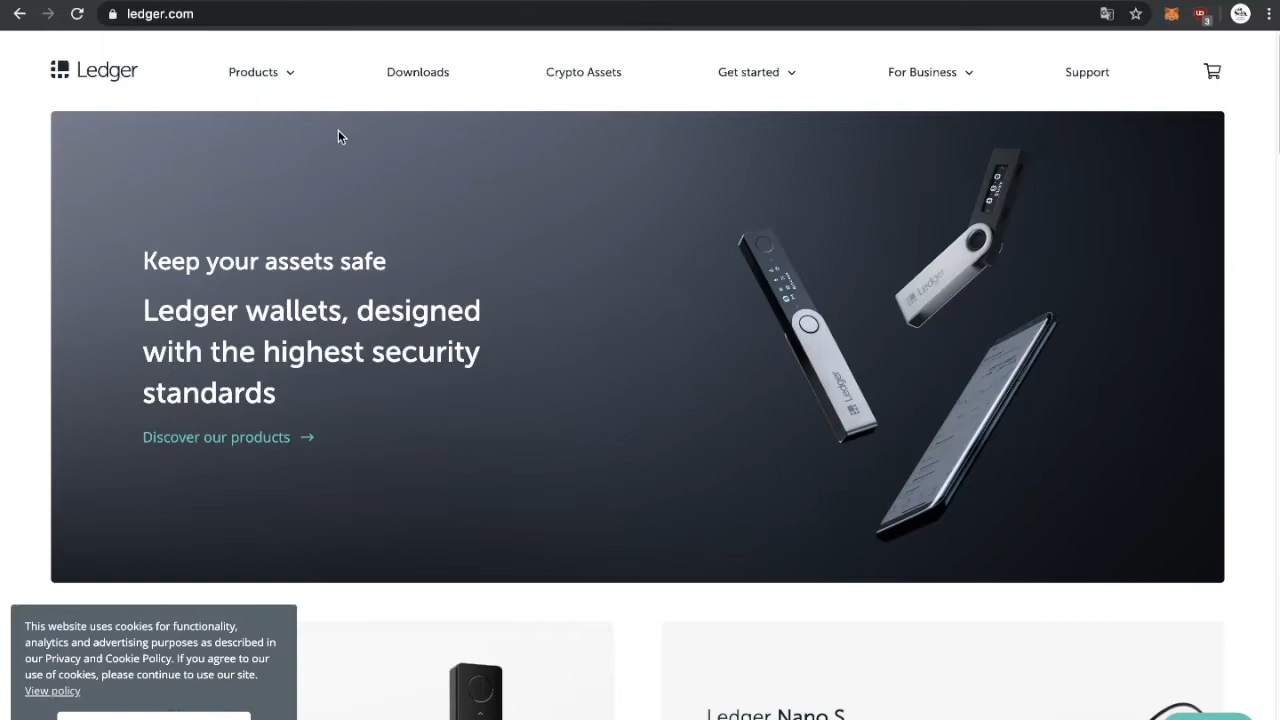 ledger.com
3
Ledger
Products
Downloads
Crypto Assets
Get started
For Business
Support
Keep your assets safe
Ledger wallets, designed
with the highest security
standards
Discover our products →
Ledger
Ledger
This website uses cookies for functionality,
analytics and advertising purposes as described in
our Privacy and Cookie Policy. If you agree to our
use of cookies, please continue to use our site.
View policy
Ledger Nano S